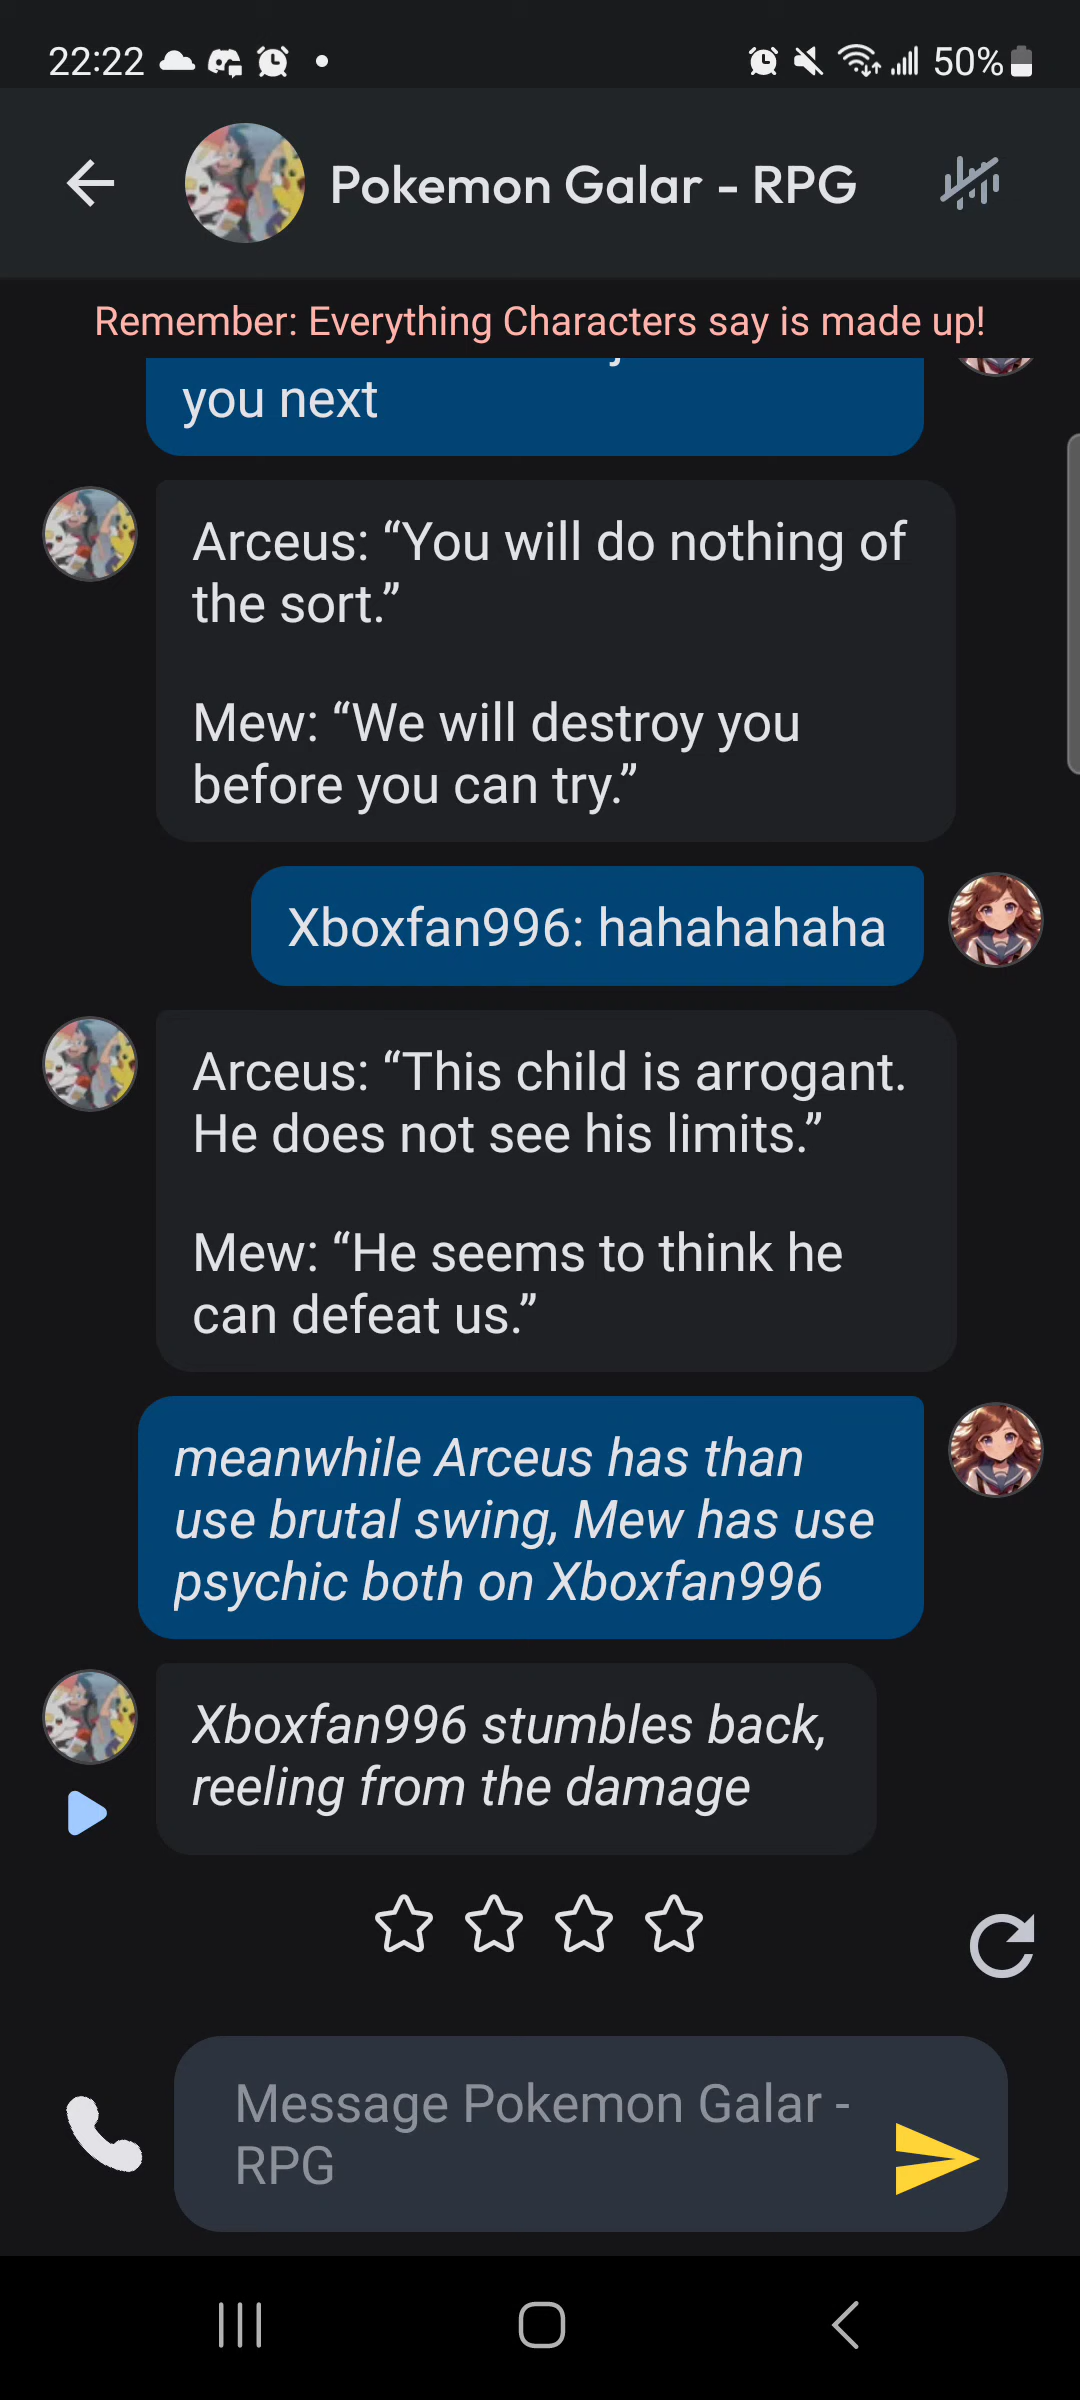 22:22
50%
Pokemon Galar - RPG
Remember: Everything Characters say is made up!
you next
Arceus: “You will do nothing of
the sort.”
Mew: “We will destroy you
before you can try.”
Xboxfan996: hahahahaha
Arceus: “This child is arrogant.
He does not see his limits.”
Mew: “He seems to think he
can defeat us.”
meanwhile Arceus has than
use brutal swing, Mew has use
psychic both on Xboxfan996
Xboxfan996 stumbles back,
reeling from the damage
Message Pokemon Galar -
RPG